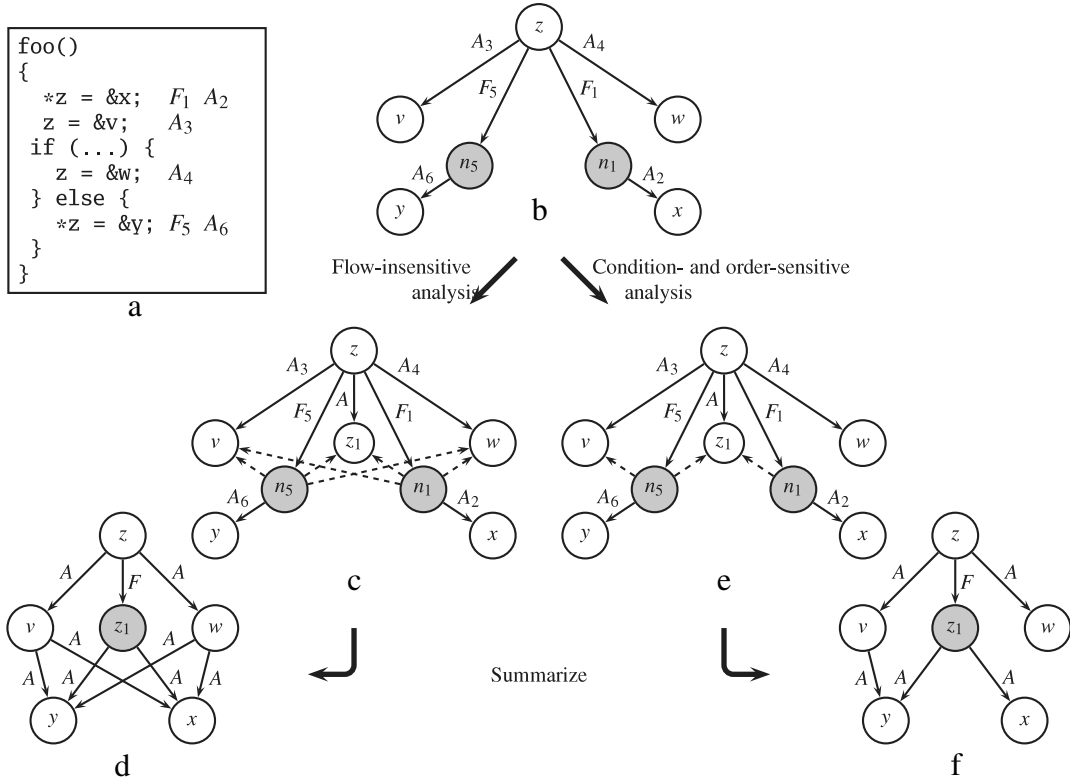 foo()
{
*z = &x; F1 A2
z = &v; A3
if (...) {
z = &w; A4
} else {
*z = &y; F5 A6
}
}
a
z
A3
A4
F5
F1
v
w
n5
n1
A6
A2
y
x
b
Flow-insensitive
analysis
Condition- and order-sensitive
analysis
z
A3
A4
F5
A
F1
v
z1
w
n5
n1
A6
A2
y
x
c
z
A3
A4
F5
A
F1
v
z1
w
n5
n1
A6
A2
y
x
e
z
A
F
A
v
z1
w
A
A
A
A
A
A
y
x
d
Summarize
z
A
F
A
v
z1
w
A
A
A
y
x
f